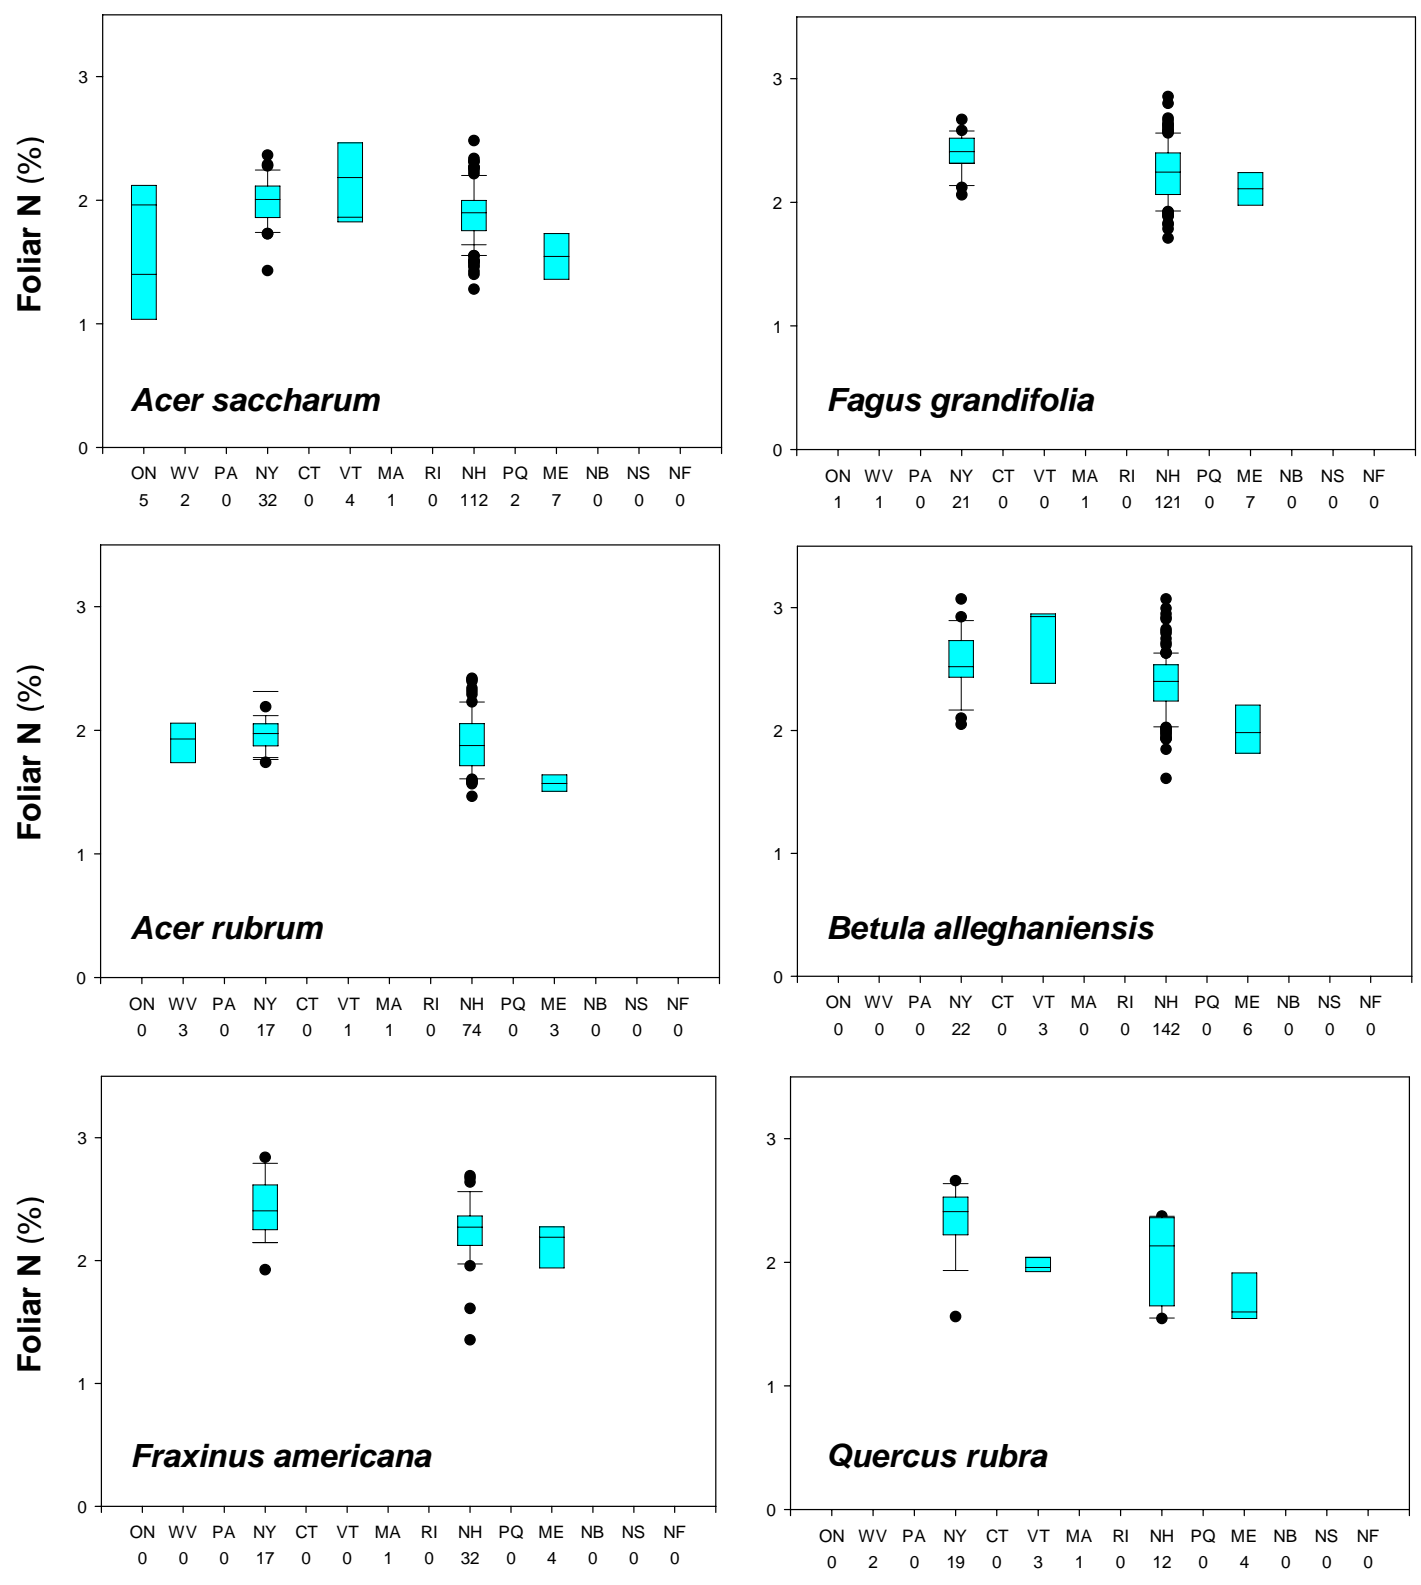 3
2
1
0
Foliar N (%)
Acer saccharum
ON WV PA NY CT VT MA RI NH PQ ME NB NS NF
5 2 0 32 0 4 1 0 112 2 7 0 0 0
3
2
1
0
Fagus grandifolia
ON WV PA NY CT VT MA RI NH PQ ME NB NS NF
1 1 0 21 0 0 1 0 121 0 7 0 0 0
3
2
1
0
Foliar N (%)
Acer rubrum
ON WV PA NY CT VT MA RI NH PQ ME NB NS NF
0 3 0 17 0 1 1 0 74 0 3 0 0 0
3
2
1
0
Betula alleghaniensis
ON WV PA NY CT VT MA RI NH PQ ME NB NS NF
0 0 0 22 0 3 0 0 142 0 6 0 0 0
3
2
1
0
Foliar N (%)
Fraxinus americana
ON WV PA NY CT VT MA RI NH PQ ME NB NS NF
0 0 0 17 0 0 1 0 32 0 4 0 0 0
3
2
1
0
Quercus rubra
ON WV PA NY CT VT MA RI NH PQ ME NB NS NF
0 2 0 19 0 3 1 0 12 0 4 0 0 0